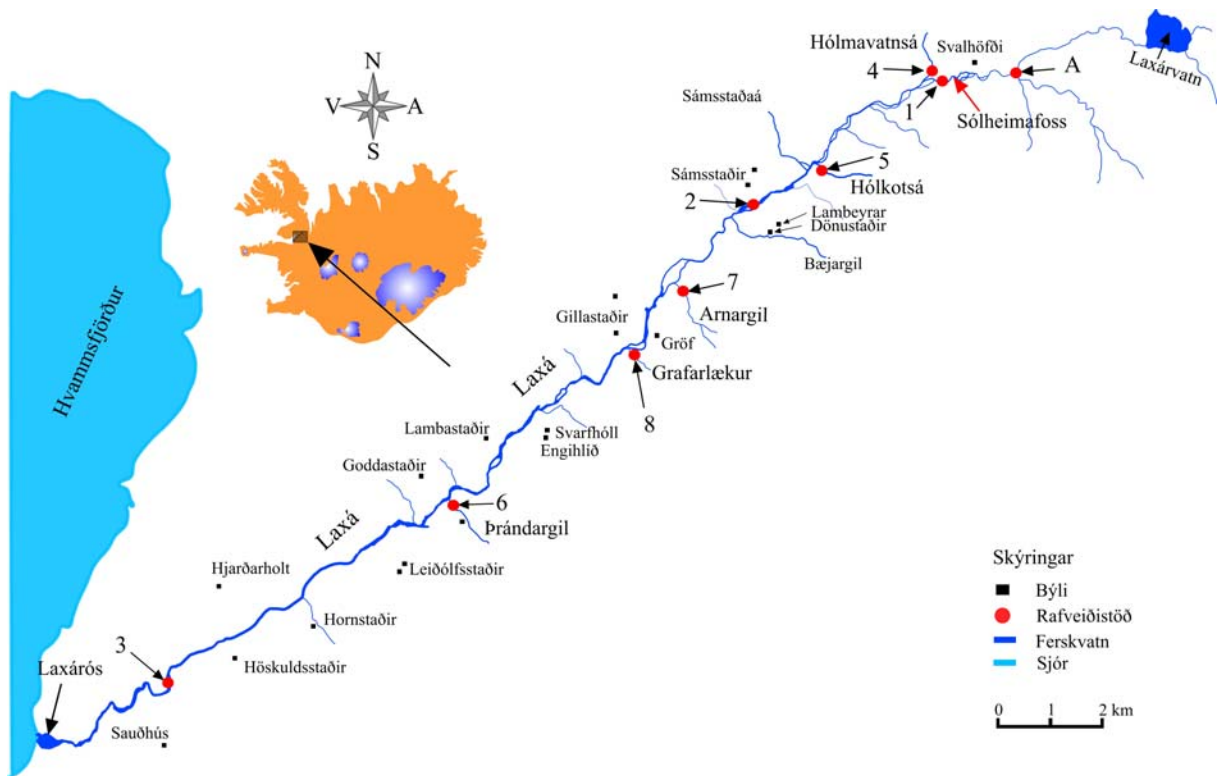 Hólmavatnsá
Svalhöfði
Laxárvatn
4
A
1
Sólheimafoss
Sámsstaðaá
N
V
A
S
5
Hólkotsá
Sámsstaðir
2
Lambeyrar
Dönustaðir
Bæjargil
7
Arnargil
Gillastaðir
Gröf
Grafarlækur
8
Hvammsfjörður
Laxá
Lambastaðir
Svarfhóll
Engihlíð
Goddastaðir
6
Þrándargil
Laxá
Leiðólfsstaðir
Hjarðarholt
Hornstaðir
3
Höskuldsstaðir
Laxárós
Sauðhús
Skýringar
Býli
Rafveiðistöð
Ferskvatn
Sjór
0 1 2 km